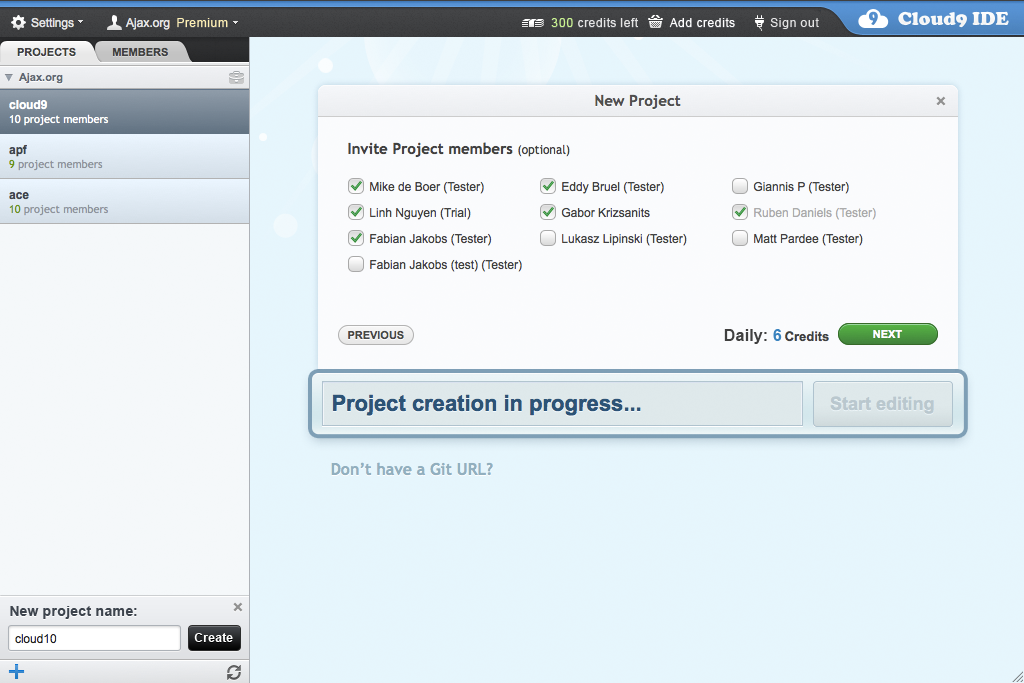 Settings
Ajax.org Premium
300 credits left
Add credits
Sign out
9 Cloud9 IDE
PROJECTS
MEMBERS
Ajax.org
cloud9
10 project members
apf
9 project members
ace
10 project members
New Project
Invite Project members (optional)
Mike de Boer (Tester)
Eddy Bruel (Tester)
Giannis P (Tester)
Linh Nguyen (Trial)
Gabor Krizsanits
Ruben Daniels (Tester)
Fabian Jakobs (Tester)
Lukasz Lipinski (Tester)
Matt Pardee (Tester)
Fabian Jakobs (test) (Tester)
PREVIOUS
Daily: 6 Credits
NEXT
Project creation in progress...
Start editing
Don't have a Git URL?
New project name:
cloud10
Create